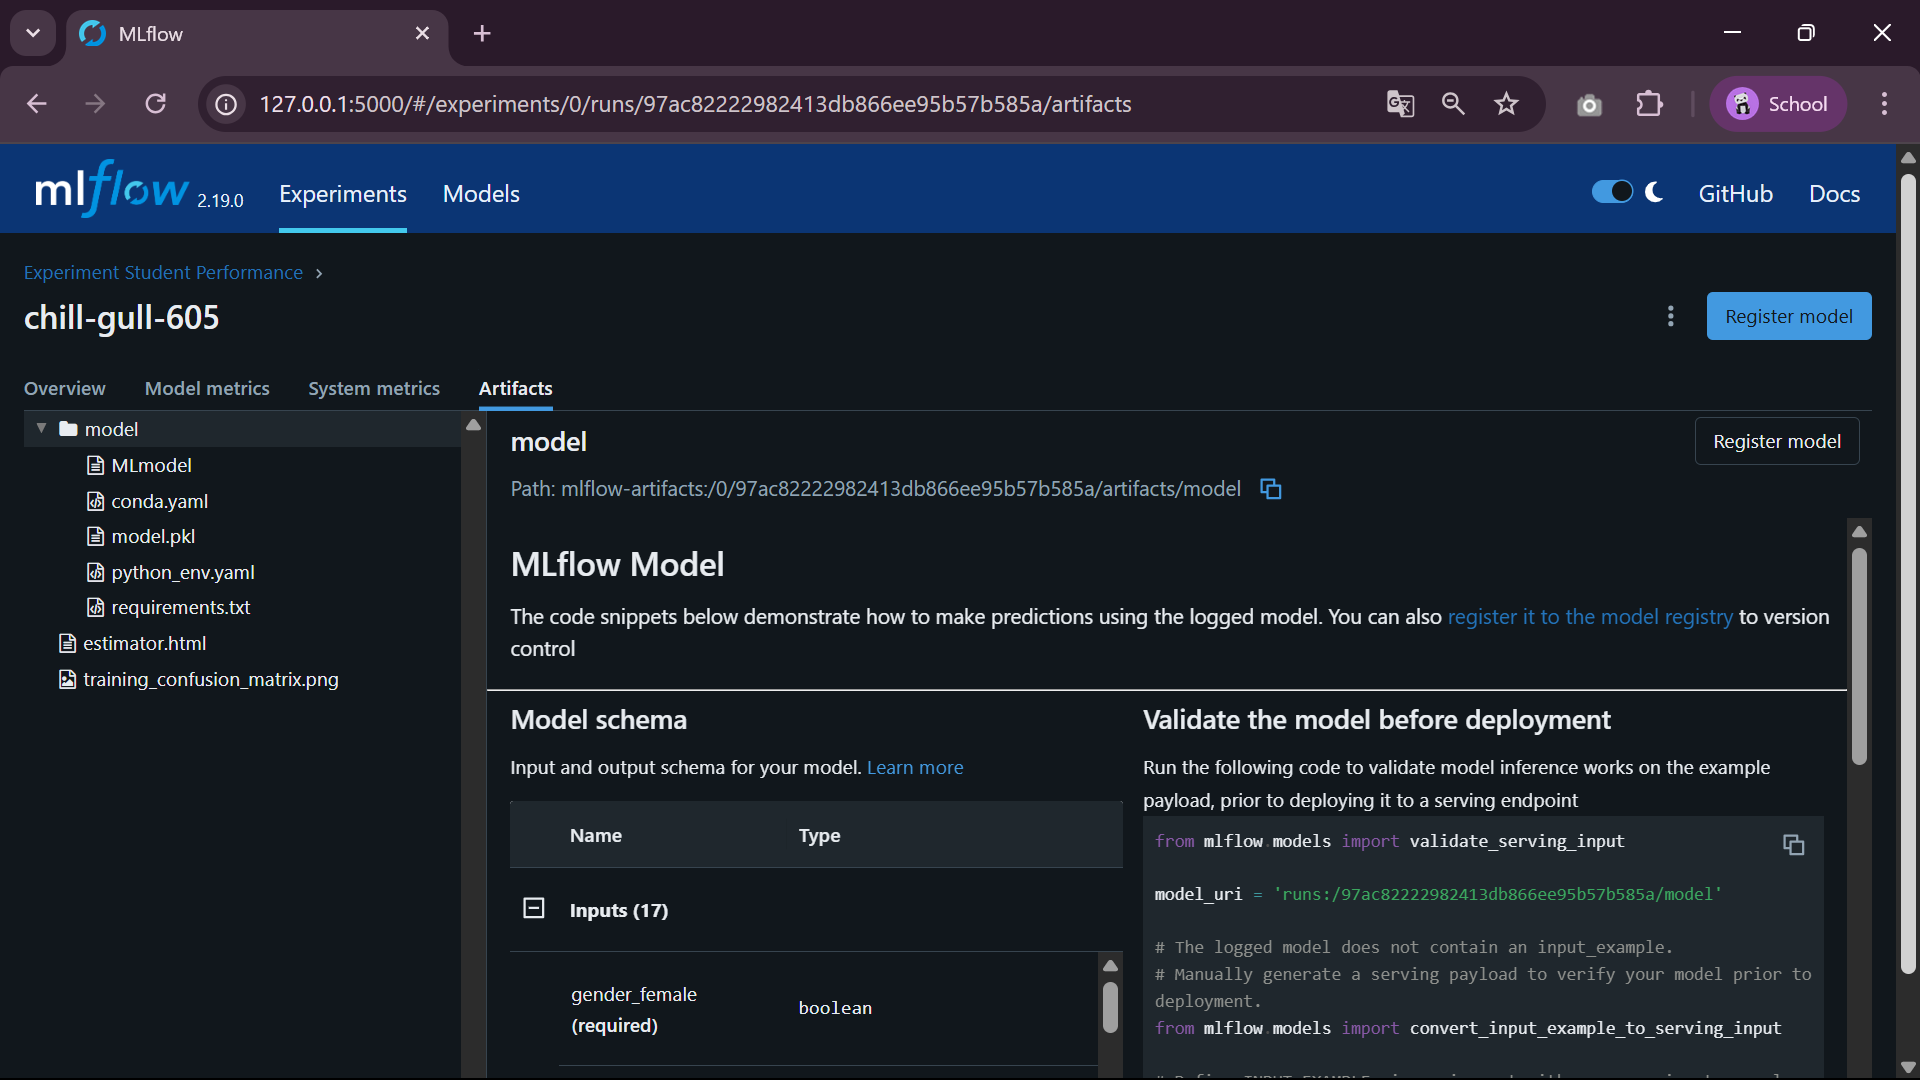 MLflow
127.0.0.1:5000/#/experiments/0/runs/97ac82222982413db866ee95b57b585a/artifacts
School
mlflow 2.19.0
Experiments
Models
GitHub
Docs
Experiment Student Performance
chill-gull-605
Register model
Overview
Model metrics
System metrics
Artifacts
model
MLmodel
conda.yaml
model.pkl
python_env.yaml
requirements.txt
estimator.html
training_confusion_matrix.png
model
Register model
Path: mlflow-artifacts:/0/97ac82222982413db866ee95b57b585a/artifacts/model
MLflow Model
The code snippets below demonstrate how to make predictions using the logged model. You can also register it to the model registry to version
control
Model schema
Input and output schema for your model. Learn more
Name Type
Inputs (17)
gender_female
(required)
boolean
Validate the model before deployment
Run the following code to validate model inference works on the example
payload, prior to deploying it to a serving endpoint
from mlflow.models import validate_serving_input
model_uri = 'runs:/97ac82222982413db866ee95b57b585a/model'
# The logged model does not contain an input_example.
# Manually generate a serving payload to verify your model prior to
deployment.
from mlflow.models import convert_input_example_to_serving_input